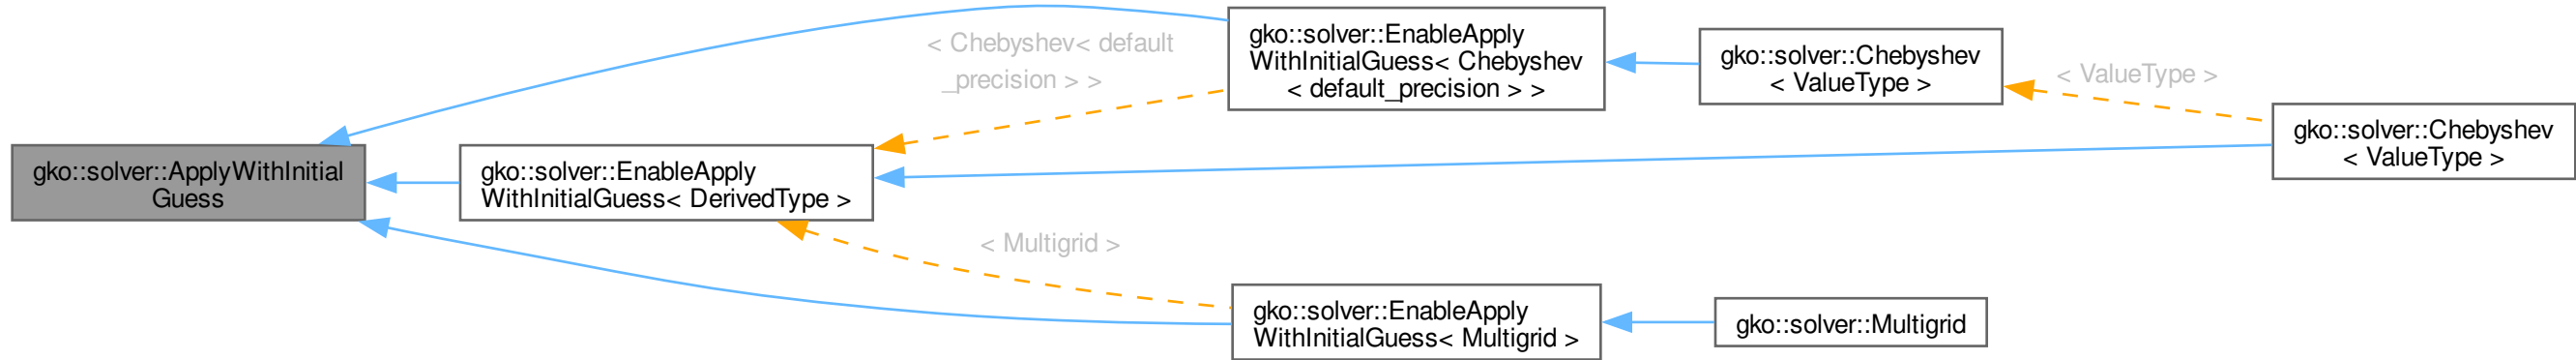 gko::solver::ApplyWithInitial
Guess
gko::solver::EnableApply
WithInitialGuess< DerivedType >
< Chebyshev< default
_precision > >
gko::solver::EnableApply
WithInitialGuess< Chebyshev
< default_precision > >
gko::solver::Chebyshev
< ValueType >
< ValueType >
gko::solver::Chebyshev
< ValueType >
< Multigrid >
gko::solver::EnableApply
WithInitialGuess< Multigrid >
gko::solver::Multigrid